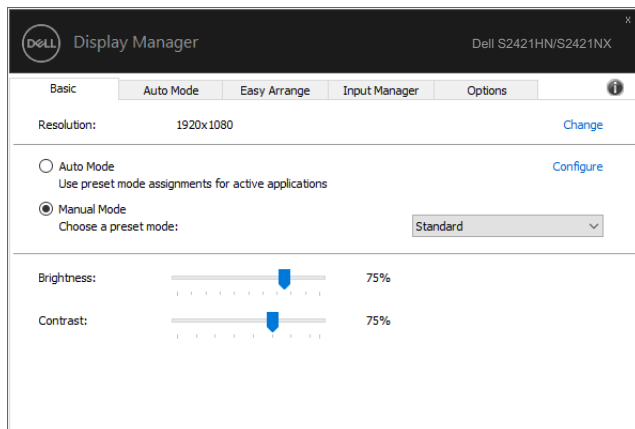 x
DELL Display Manager Dell S2421HN/S2421NX
Basic Auto Mode Easy Arrange Input Manager Options
Resolution: 1920x1080 Change
Auto Mode Configure
Use preset mode assignments for active applications
Manual Mode
Choose a preset mode: Standard
Brightness: 75%
Contrast: 75%